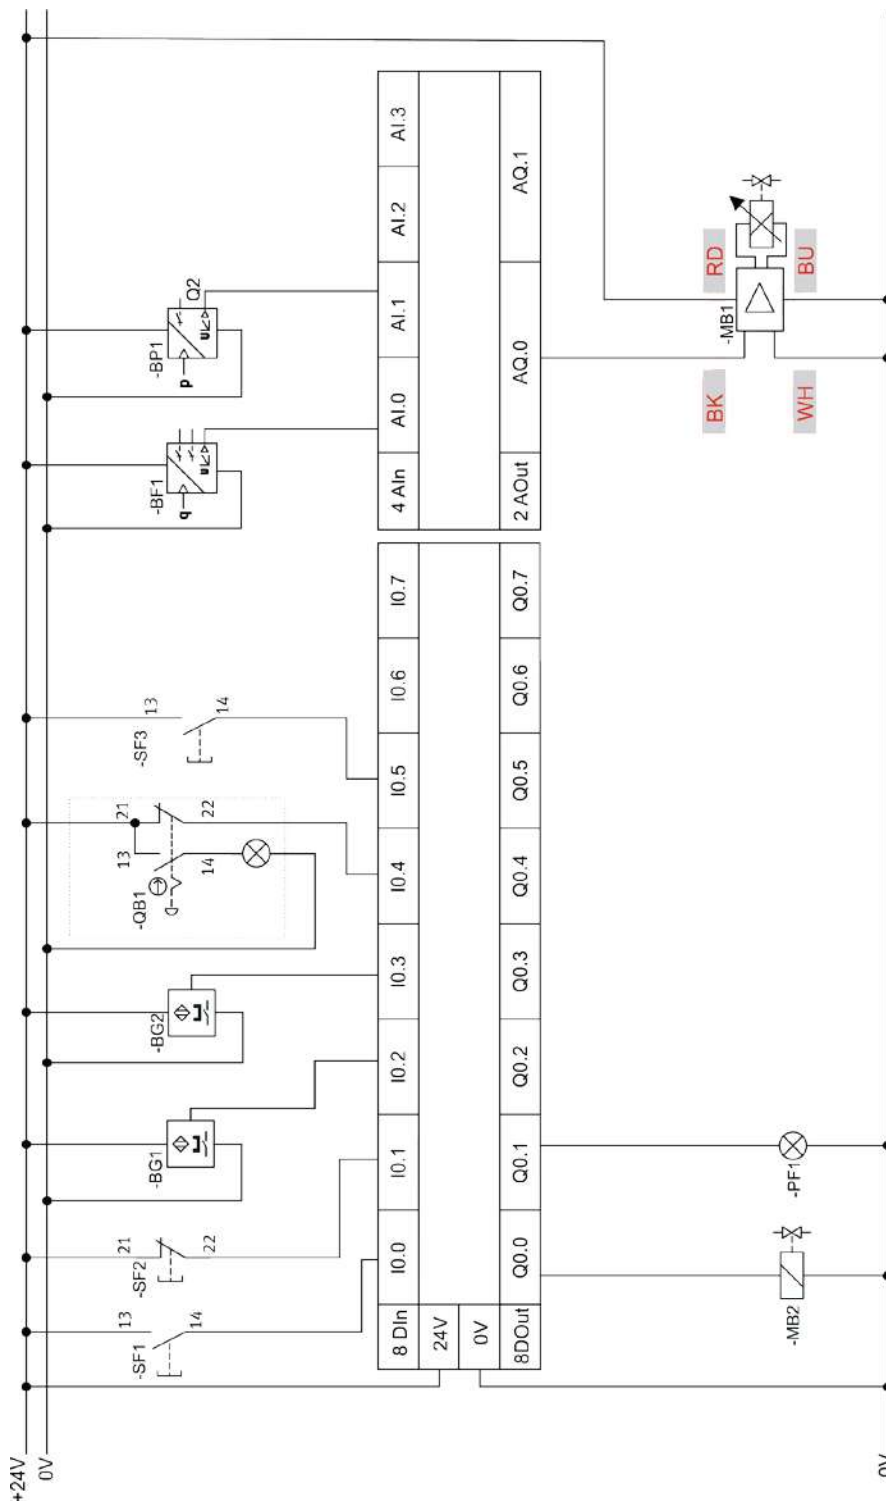 +24V
0V
-SF1
13
14
-SF2
21
22
-BG1
-BG2
-QB1
13
14
21
22
-SF3
13
14
-BF1
q
u
-BP1
p
u
Q2
8 DIn
I0.0
I0.1
I0.2
I0.3
I0.4
I0.5
I0.6
I0.7
4 AIn
AI.0
AI.1
AI.2
AI.3
24V
0V
8DOut
Q0.0
Q0.1
Q0.2
Q0.3
Q0.4
Q0.5
Q0.6
Q0.7
2 AOut
AQ.0
AQ.1
-MB2
-PF1
BK
RD
-MB1
WH
BU
0V